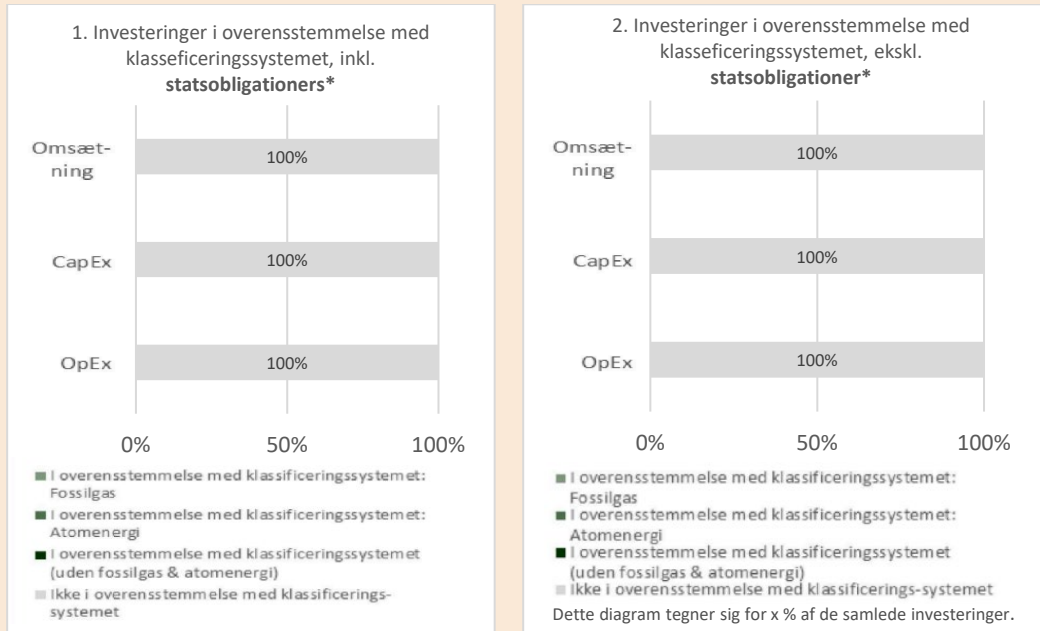 1. Investeringer i overensstemmelse med
klasseficeringssystemet, inkl.
statsobligationers*
Omsæt-
ning
100%
CapEx
100%
OpEx
100%
0%
50%
100%
I overensstemmelse med klassificeringssystemet:
Fossilgas
I overensstemmelse med klassificeringssystemet:
Atomenergi
I overensstemmelse med klassificeringssystemet
(uden fossilgas & atomenergi)
Ikke i overensstemmelse med klassificerings-
systemet
2. Investeringer i overensstemmelse med
klasseficeringssystemet, ekskl.
statsobligationer*
Omsæt-
ning
100%
CapEx
100%
OpEx
100%
0%
50%
100%
I overensstemmelse med klassificeringssystemet:
Fossilgas
I overensstemmelse med klassificeringssystemet:
Atomenergi
I overensstemmelse med klassificeringssystemet
(uden fossilgas & atomenergi)
Ikke i overensstemmelse med klassificerings-systemet
Dette diagram tegner sig for x % af de samlede investeringer.